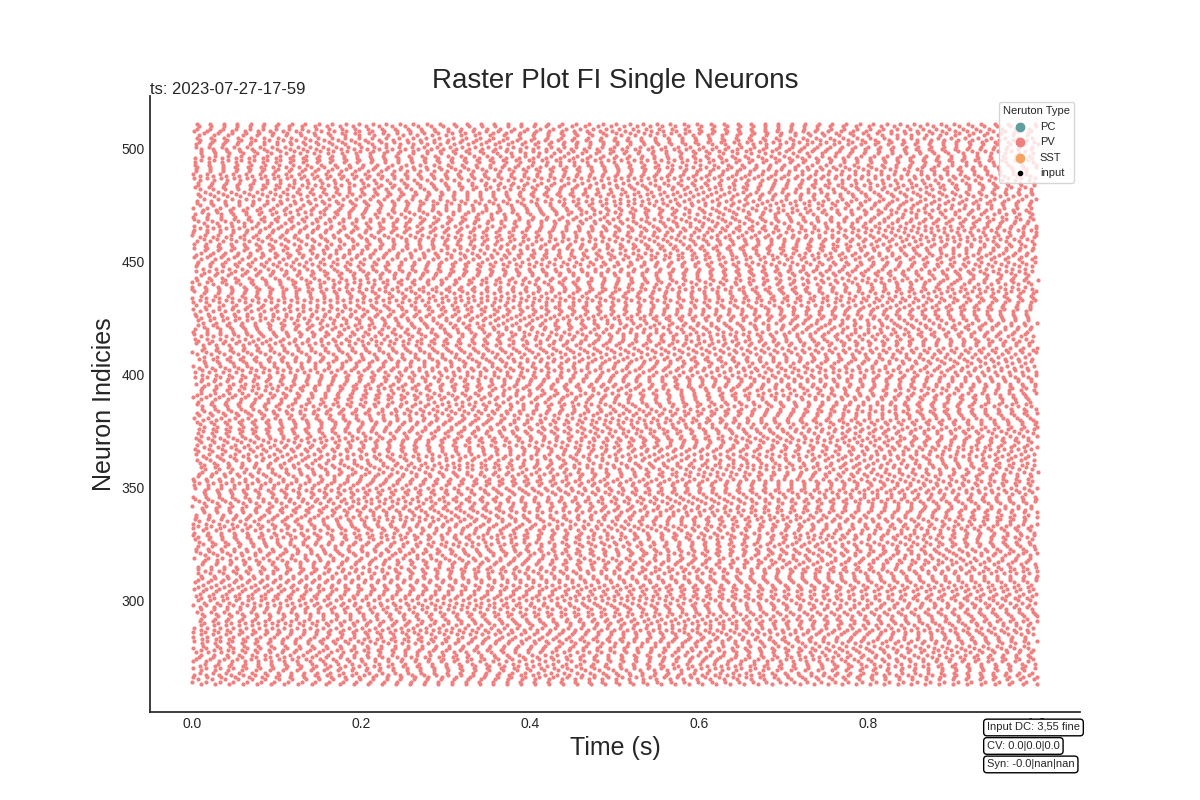 Raster Plot FI Single Neurons
ts: 2023-07-27-17-59
Neruton Type
PC
PV
SST
input
Neuron Indicies
500
450
400
350
300
0.0 0.2 0.4 0.6 0.8
Time (s)
Input DC: 3,55 fine
CV: 0.0|0.0|0.0
Syn: -0.0|nan|nan